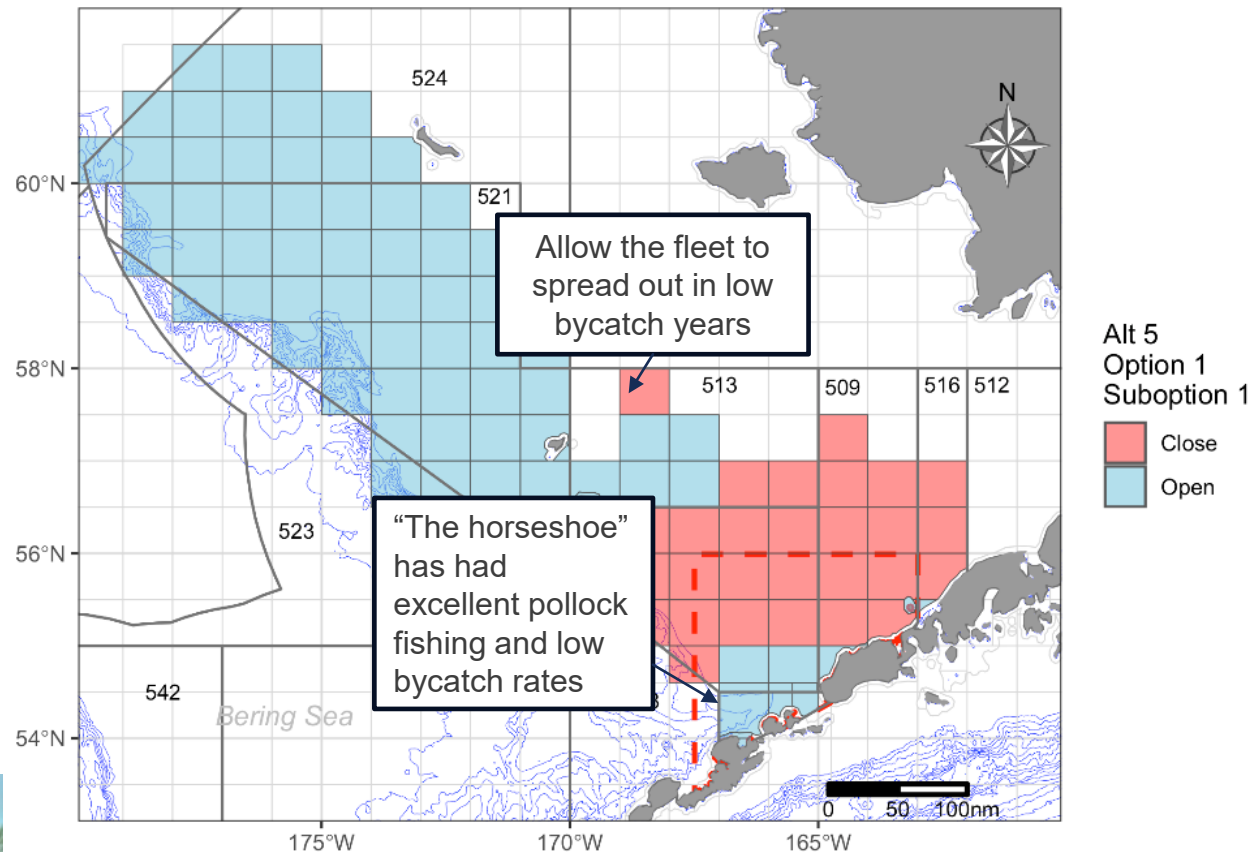 524
N
60°N
521
Allow the fleet to
spread out in low
bycatch years
58°N
513
509
516
512
Alt 5
Option 1
Suboption 1
Close
Open
"The horseshoe"
has had
excellent pollock
fishing and low
bycatch rates
523
56°N
542
Bering Sea
54°N
0
50
100nm
175°W
170°W
165°W